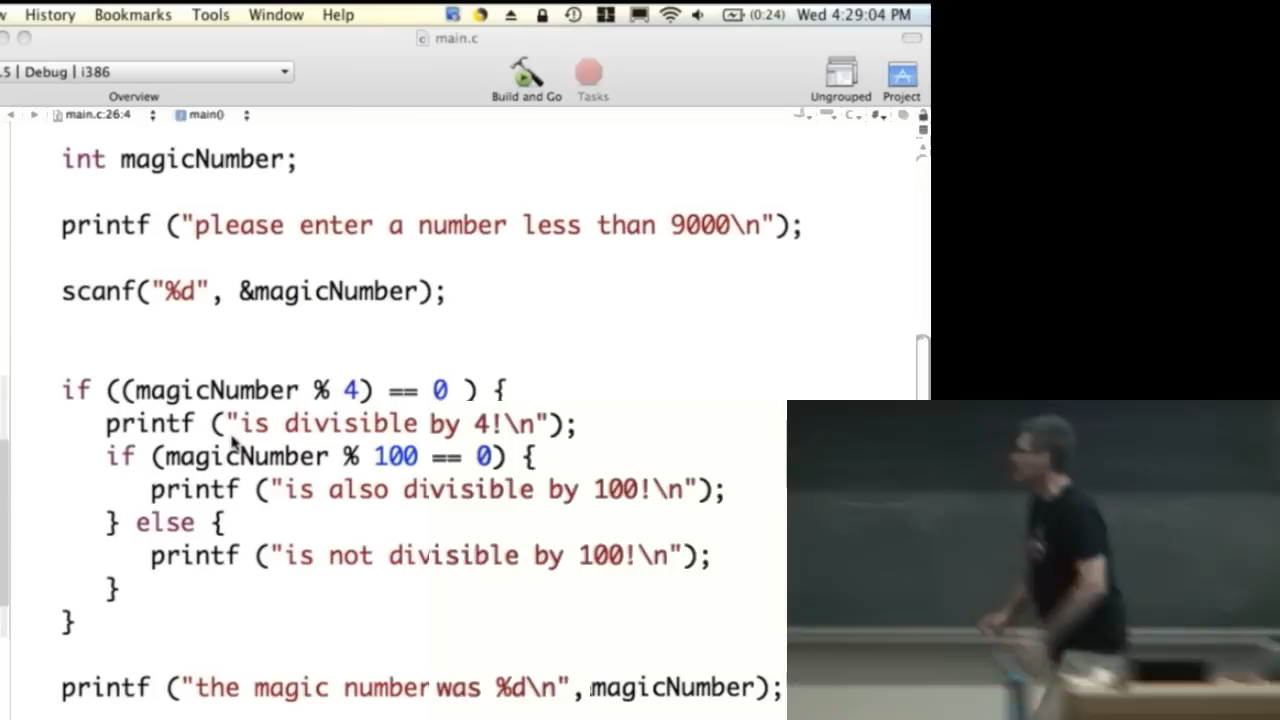 History Bookmarks Tools Window Help (0:24) Wed 4:29:04 PM
main.c
.5 | Debug | i386
Overview Build and Go Tasks Ungrouped Project
main.c:26:4 main()
int magicNumber;
printf ("please enter a number less than 9000\n");
scanf("%d", &magicNumber);
if ((magicNumber % 4) == 0 ) {
printf ("is divisible by 4!\n");
if (magicNumber % 100 == 0) {
printf ("is also divisible by 100!\n");
} else {
printf ("is not divisible by 100!\n");
}
}
printf ("the magic number was %d\n", magicNumber);